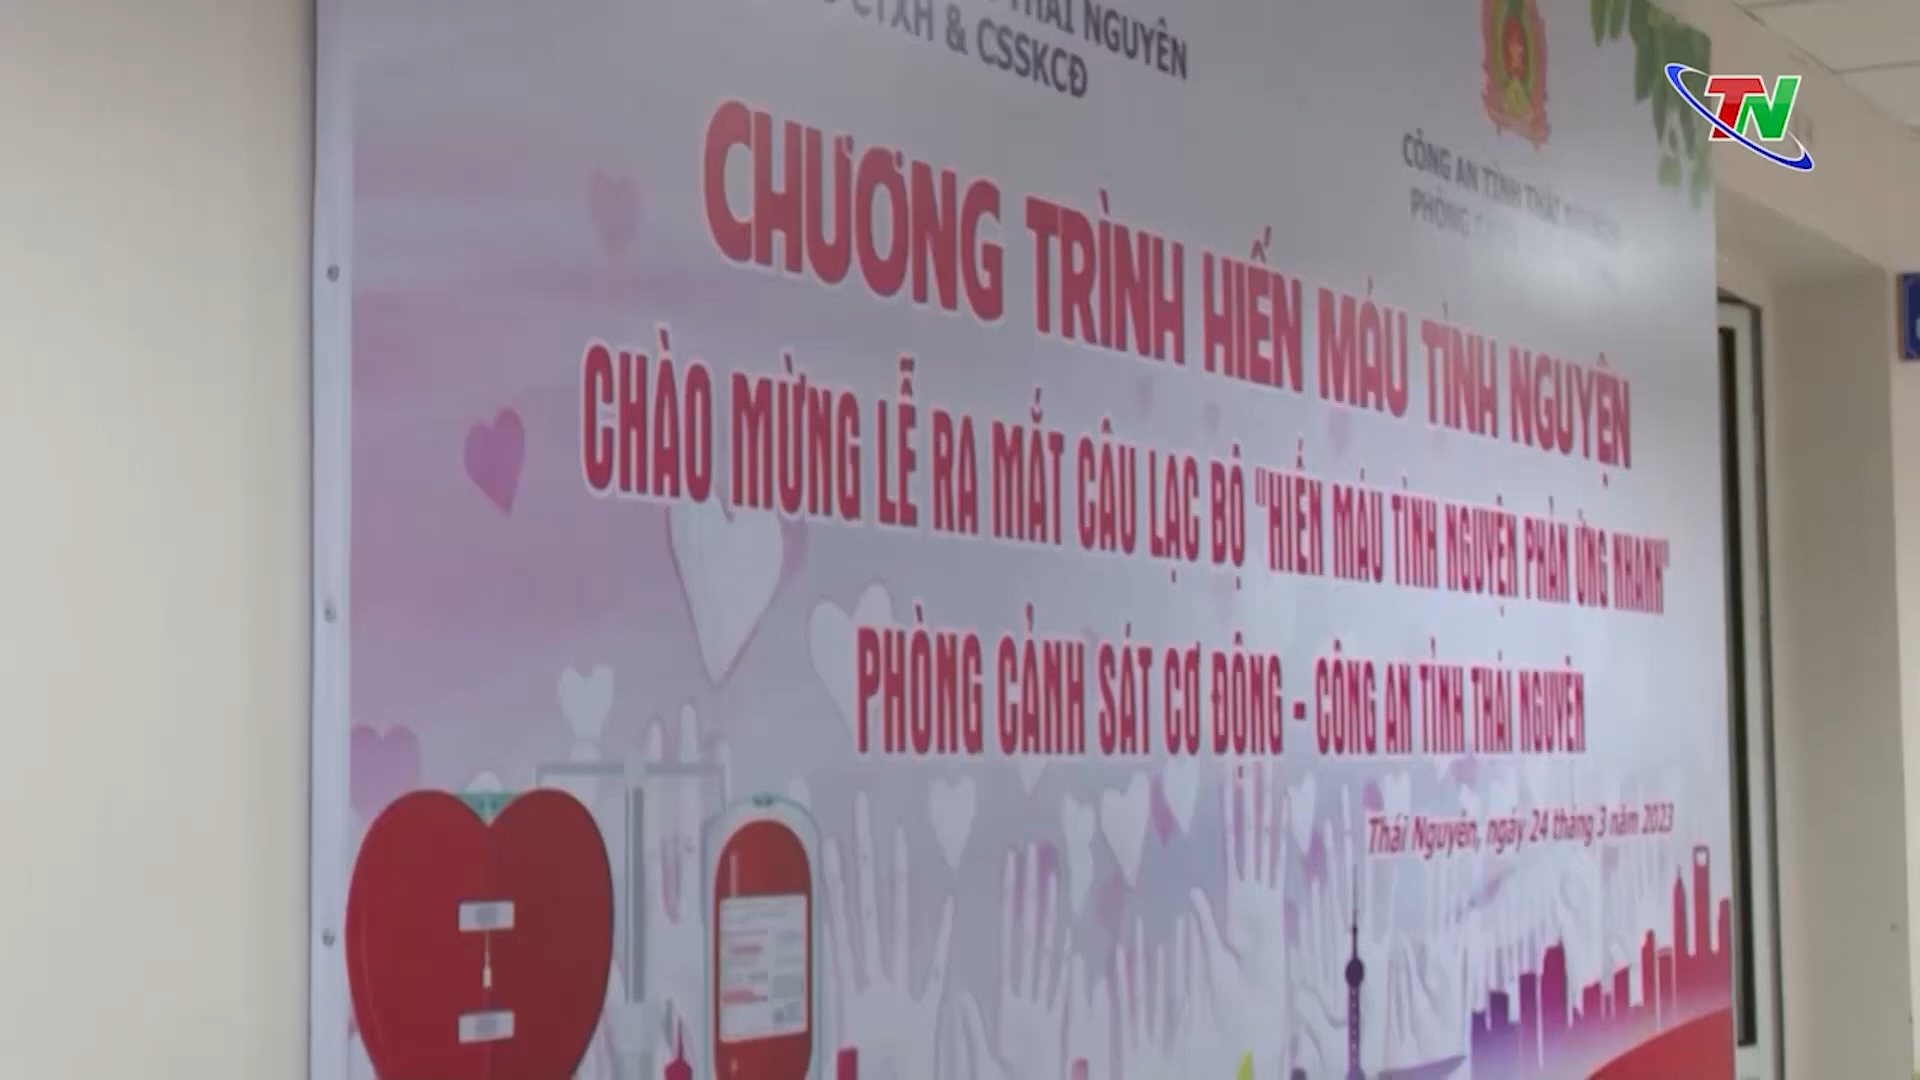 THÁI NGUYÊN
CTXH & CSSKCĐ
TN
CÔNG AN TỈNH THÁI
PHÒNG
CHƯƠNG TRÌNH HIẾN MÁU TÌNH NGUYỆN
CHÀO MỪNG LỄ RA MẮT CÂU LẠC BỘ "HIẾN MÁU TÌNH NGUYỆN PHẢN ỨNG NHANH"
PHÒNG CẢNH SÁT CƠ ĐỘNG - CÔNG AN TỈNH THÁI NGUYÊN
Thái Nguyên, ngày 24 tháng 3 năm 2023